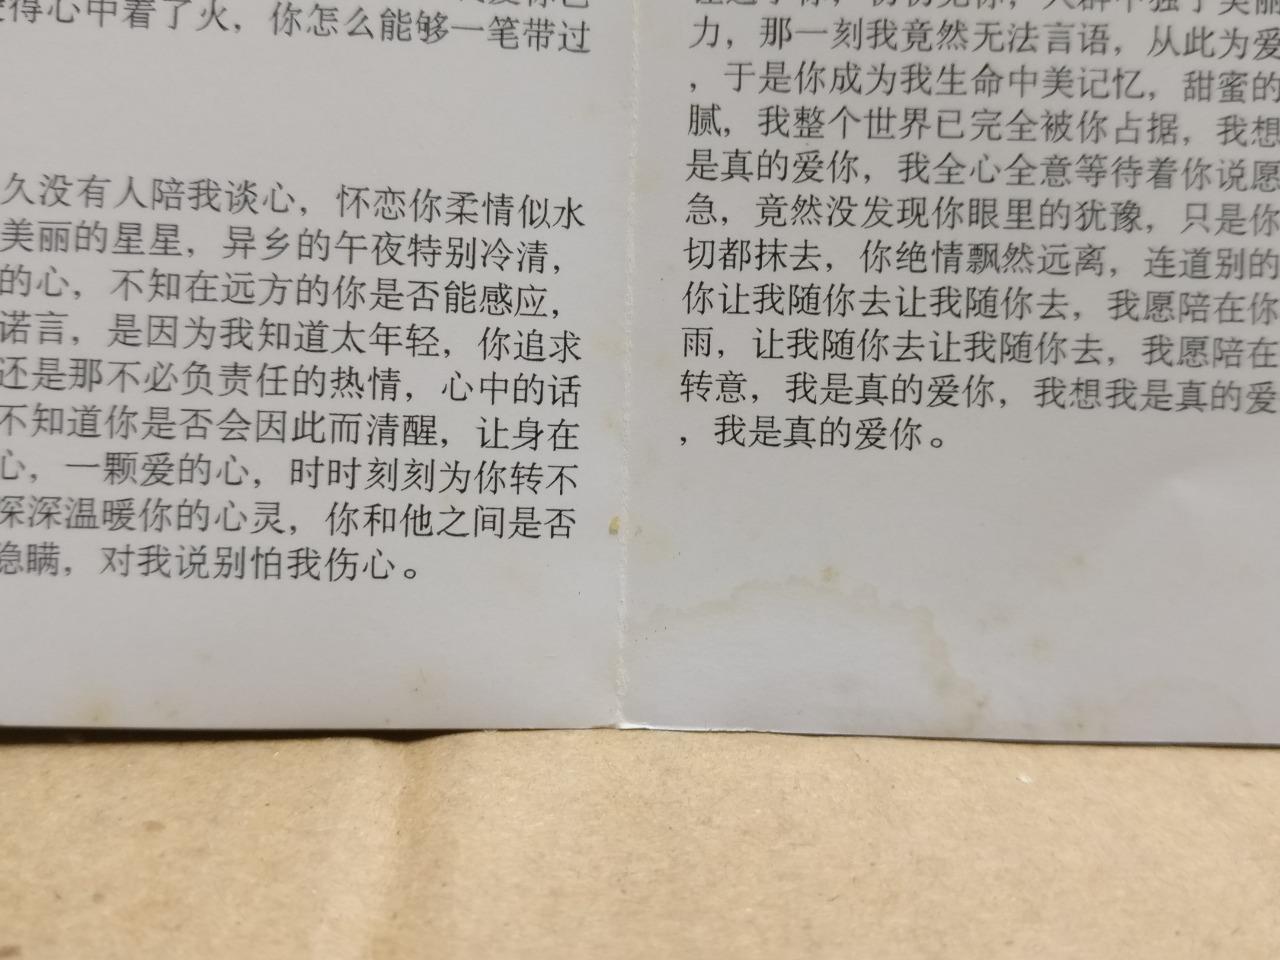 得心中着了火，你怎么能够一笔带过
久没有人陪我谈心，怀恋你柔情似水
美丽的星星，异乡的午夜特别冷清，
的心，不知在远方的你是否能感应，
诺言，是因为我知道太年轻，你追求
还是那不必负责任的热情，心中的话
不知道你是否会因此而清醒，让身在
心，一颗爱的心，时时刻刻为你转不
深深温暖你的心灵，你和他之间是否
隐瞒，对我说别怕我伤心。
力，那一刻我竟然无法言语，从此为爱
，于是你成为我生命中美记忆，甜蜜的
腻，我整个世界已完全被你占据，我想
是真的爱你，我全心全意等待着你说愿
急，竟然没发现你眼里的犹豫，只是你
切都抹去，你绝情飘然远离，连道别的
你让我随你去让我随你去，我愿陪在你
雨，让我随你去让我随你去，我愿陪在
转意，我是真的爱你，我想我是真的爱
，我是真的爱你。